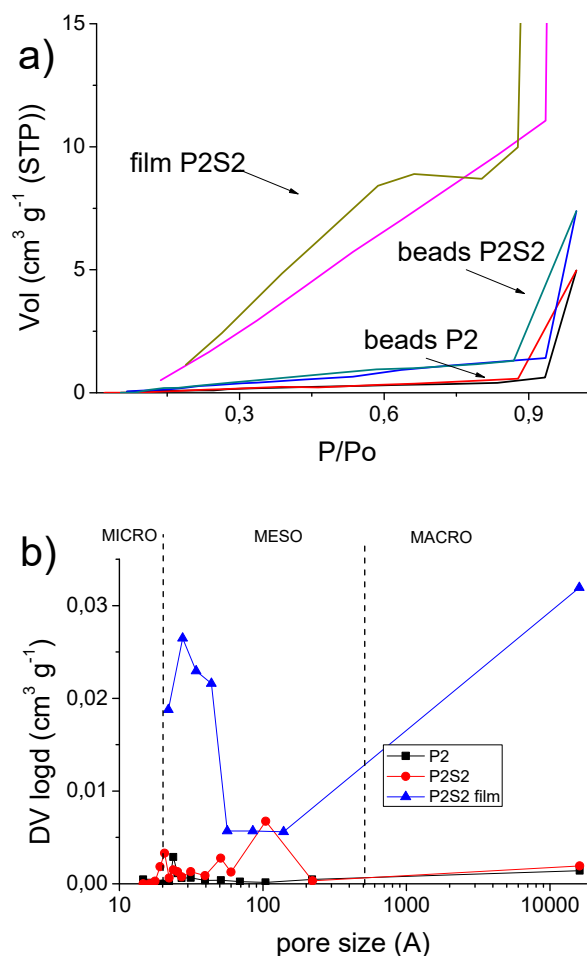 a)
15
10
5
0
Vol (cm³ g⁻¹ (STP))
film P2S2
beads P2S2
beads P2
0,3 0,6 0,9
P/Po
b)
MICRO MESO MACRO
0,03
0,02
0,01
0,00
DV logd (cm³ g⁻¹)
P2
P2S2
P2S2 film
10 100 1000 10000
pore size (A)